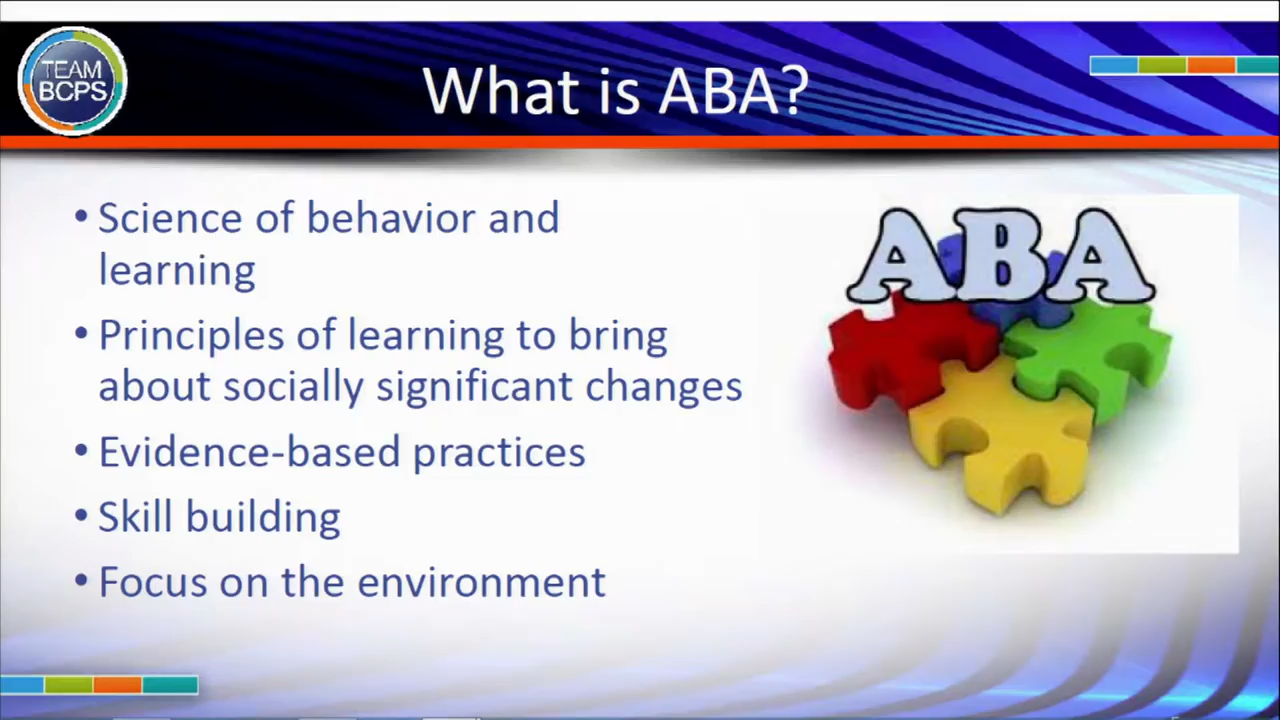 TEAM
BCPS
What is ABA?
• Science of behavior and
learning
• Principles of learning to bring
about socially significant changes
• Evidence-based practices
• Skill building
• Focus on the environment
ABA